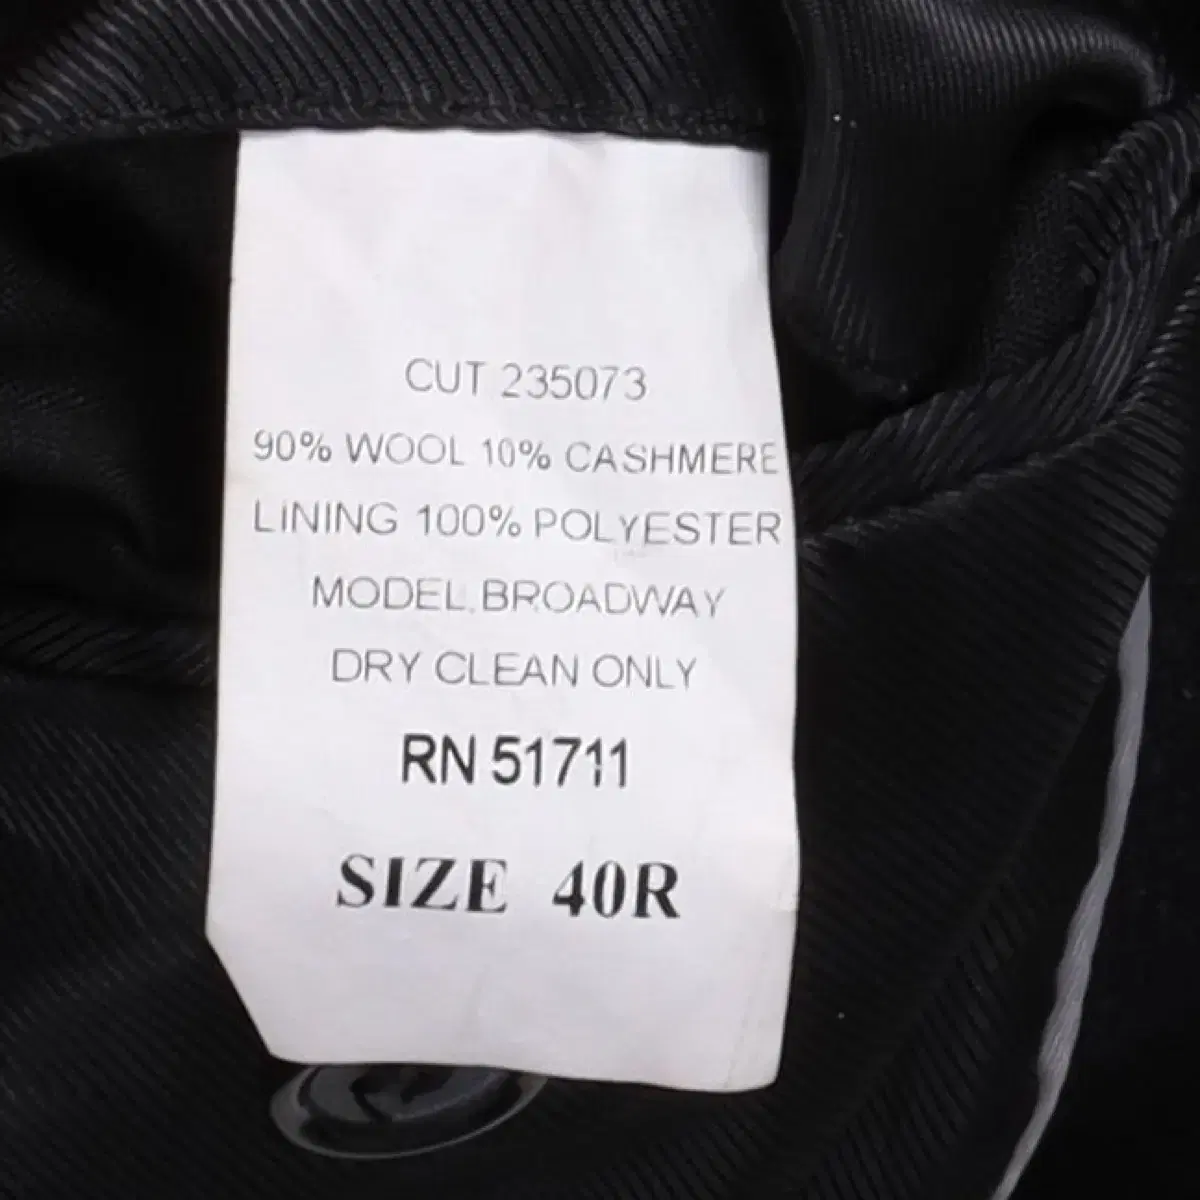 CUT 235073
90% WOOL 10% CASHMERE
LINING 100% POLYESTER
MODEL.BROADWAY
DRY CLEAN ONLY
RN 51711
SIZE 40R